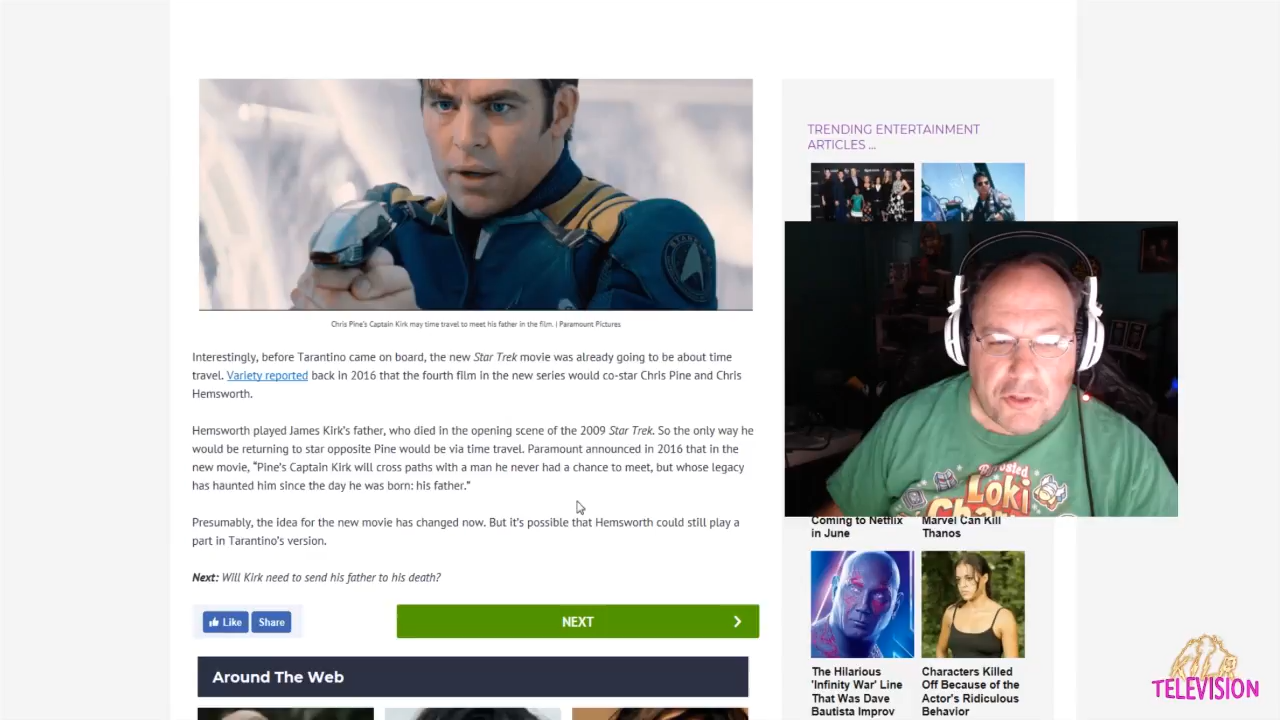 TRENDING ENTERTAINMENT
ARTICLES ...
Chris Pine's Captain Kirk may time travel to meet his father in the film. | Paramount Pictures
Interestingly, before Tarantino came on board, the new Star Trek movie was already going to be about time
travel. Variety reported back in 2016 that the fourth film in the new series would co-star Chris Pine and Chris
Hemsworth.
Hemsworth played James Kirk's father, who died in the opening scene of the 2009 Star Trek. So the only way he
would be returning to star opposite Pine would be via time travel. Paramount announced in 2016 that in the
new movie, "Pine's Captain Kirk will cross paths with a man he never had a chance to meet, but whose legacy
has haunted him since the day he was born: his father."
Presumably, the idea for the new movie has changed now. But it's possible that Hemsworth could still play a
part in Tarantino's version.
Next: Will Kirk need to send his father to his death?
Like
Share
NEXT
Around The Web
Loki
Coming to Netflix
in June
Marvel Can Kill
Thanos
The Hilarious
'Infinity War' Line
That Was Dave
Bautista Improv
Characters Killed
Off Because of the
Actor's Ridiculous
Behavior
TELEVISION